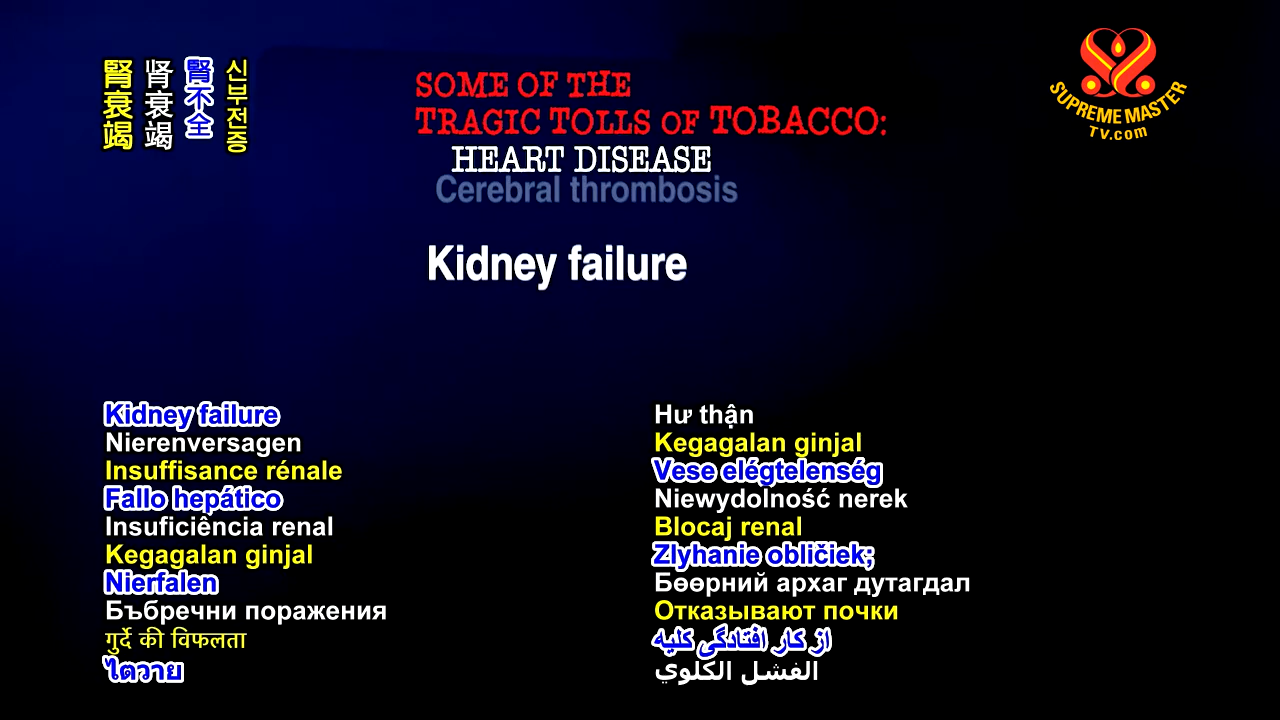 腎衰竭
肾衰竭
腎不全
신부전증
SOME OF THE
TRAGIC TOLLS OF TOBACCO:
HEART DISEASE
Cerebral thrombosis
Kidney failure
SUPREME MASTER
TV.com
Kidney failure
Nierenversagen
Insuffisance rénale
Fallo hepático
Insuficiência renal
Kegagalan ginjal
Nierfalen
Бъбречни поражения
गुर्दे की विफलता
ไตวาย
Hư thận
Kegagalan ginjal
Vese elégtelenség
Niewydolność nerek
Blocaj renal
Zlyhanie obličiek;
Бөөрний архаг дутагдал
Отказывают почки
از کار افتادگی کلیه
الفشل الكلوي